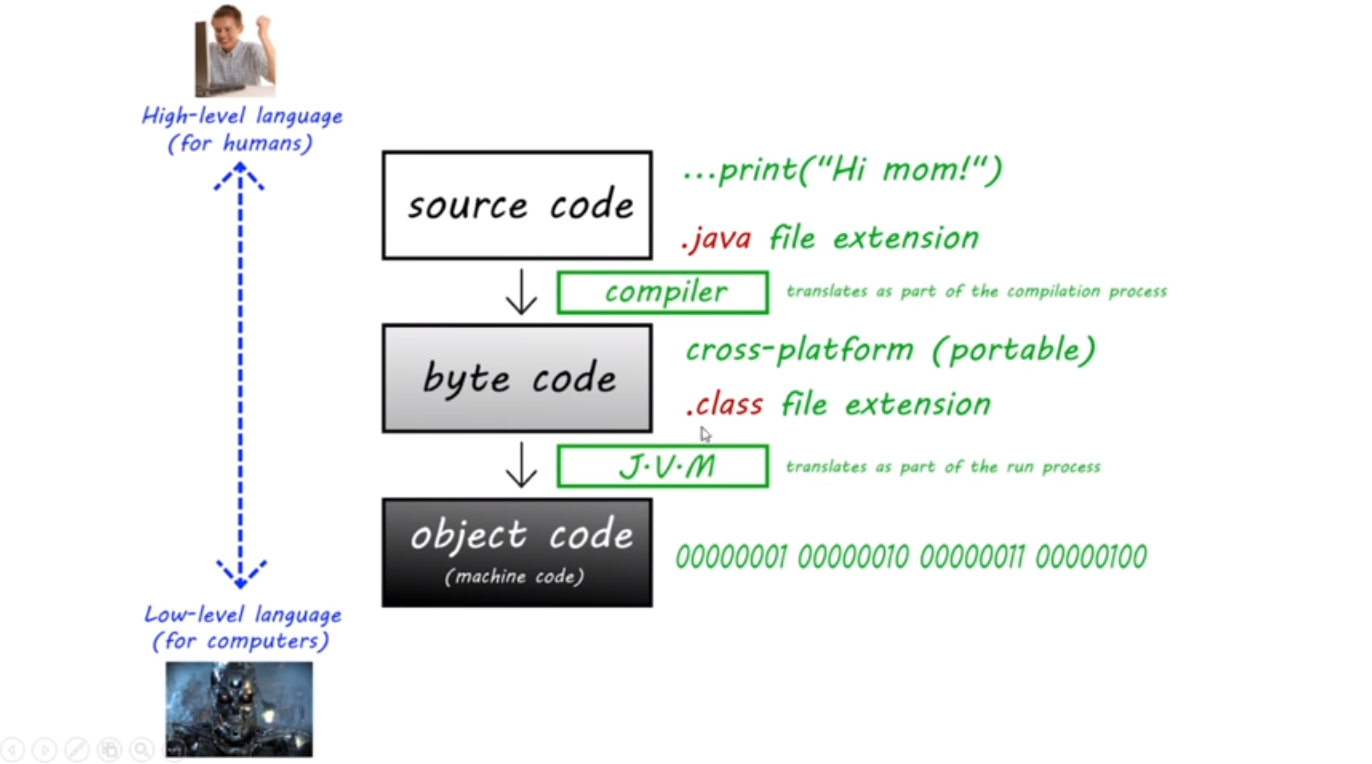 High-level language
(for humans)
source code
...print("Hi mom!")
.java file extension
compiler
translates as part of the compilation process
byte code
cross-platform (portable)
.class file extension
J.V.M
translates as part of the run process
object code
(machine code)
00000001 00000010 00000011 00000100
Low-level language
(for computers)